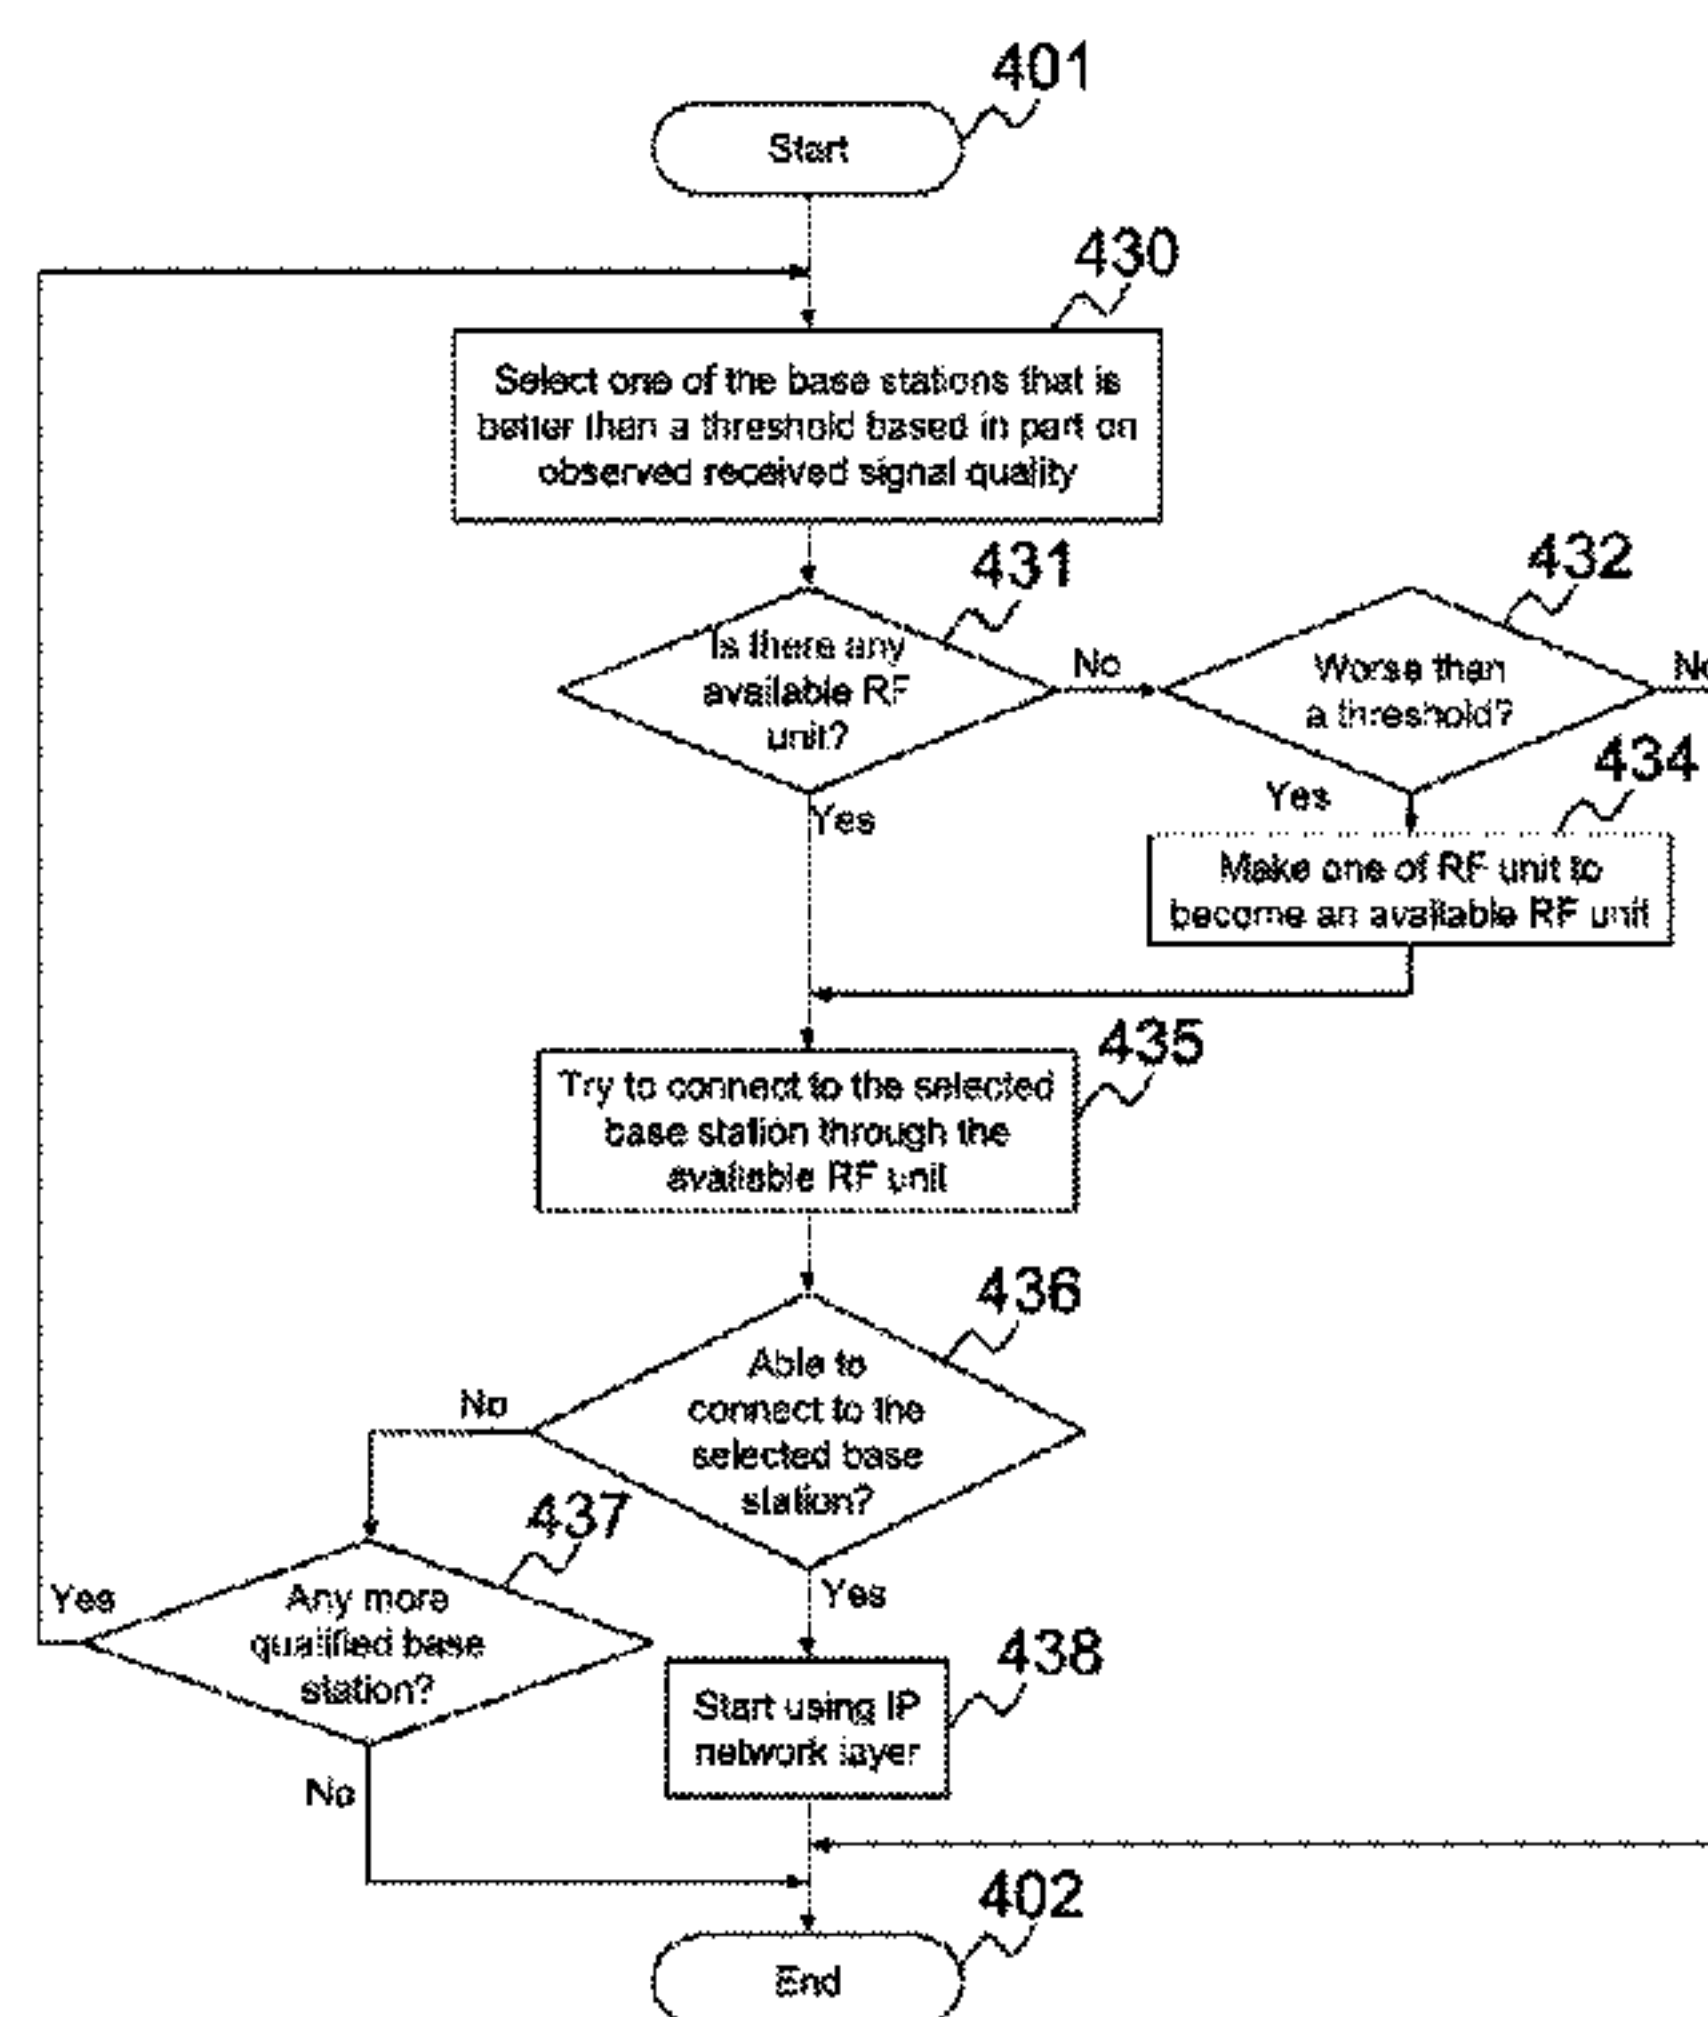 401
Start
430
Select one of the base stations that is
better than a threshold based in part on
observed received signal quality
431
Is there any
available RF
unit?
No
Yes
432
Worse than
a threshold?
No
Yes
434
Make one of RF unit to
become an available RF unit
435
Try to connect to the selected
base station through the
available RF unit
436
Able to
connect to the
selected base
station?
No
Yes
437
Any more
qualified base
station?
Yes
No
438
Start using IP
network layer
402
End